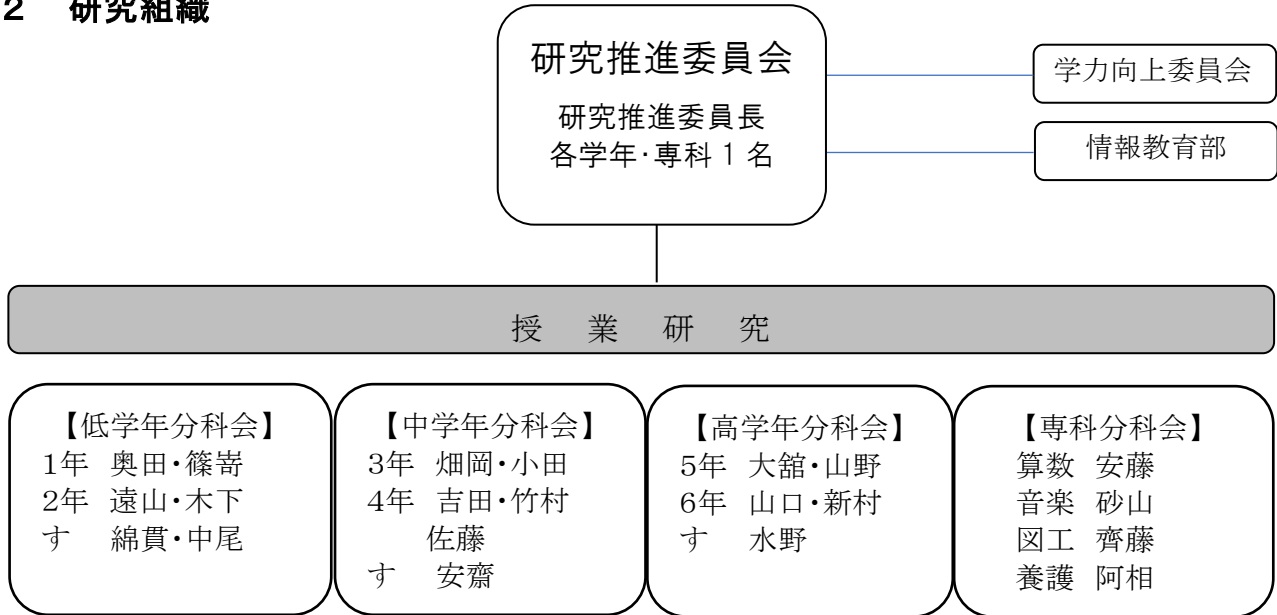 2　研究組織
研究推進委員会
研究推進委員長
各学年･専科１名
学力向上委員会
情報教育部
授　業　研　究
【低学年分科会】
1年　奥田･篠嵜
2年　遠山･木下
す　綿貫･中尾
【中学年分科会】
3年　畑岡･小田
4年　吉田･竹村
佐藤
す　安齋
【高学年分科会】
5年　大舘･山野
6年　山口･新村
す　水野
【専科分科会】
算数　安藤
音楽　砂山
図工　齊藤
養護　阿相